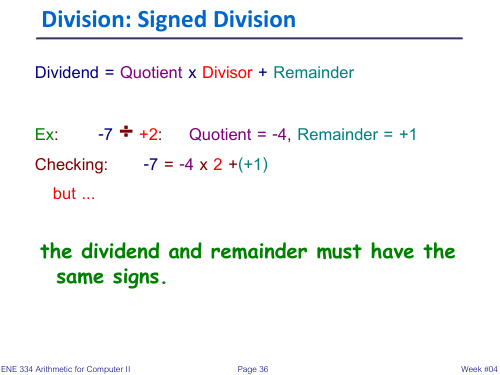 Division: Signed Division
Dividend = Quotient x Divisor + Remainder
Ex: -7 ÷ +2: Quotient = -4, Remainder = +1
Checking: -7 = -4 x 2 +(+1)
but ...
the dividend and remainder must have the
same signs.
ENE 334 Arithmetic for Computer II Page 36 Week #04